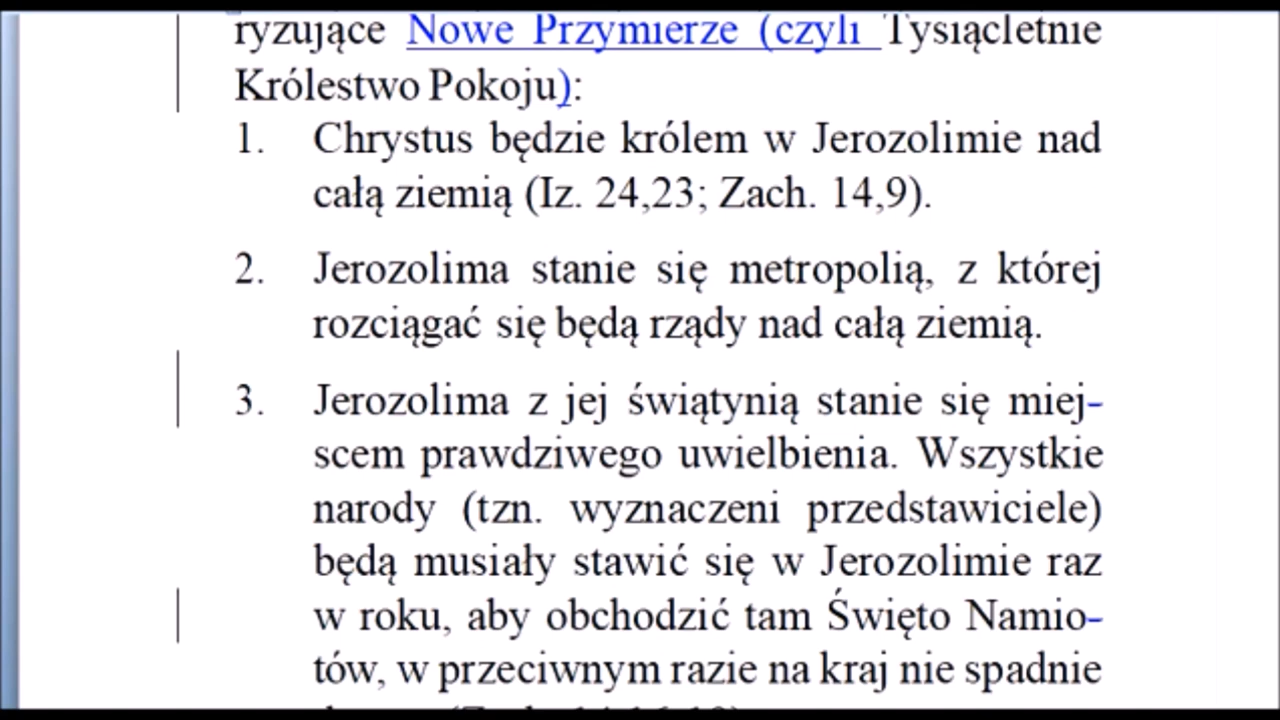 ryzujące Nowe Przymierze (czyli Tysiącletnie
Królestwo Pokoju):
1. Chrystus będzie królem w Jerozolimie nad
całą ziemią (Iz. 24,23; Zach. 14,9).
2. Jerozolima stanie się metropolią, z której
rozciągać się będą rządy nad całą ziemią.
3. Jerozolima z jej świątynią stanie się miej-
scem prawdziwego uwielbienia. Wszystkie
narody (tzn. wyznaczeni przedstawiciele)
będą musiały stawić się w Jerozolimie raz
w roku, aby obchodzić tam Święto Namio-
tów, w przeciwnym razie na kraj nie spadnie